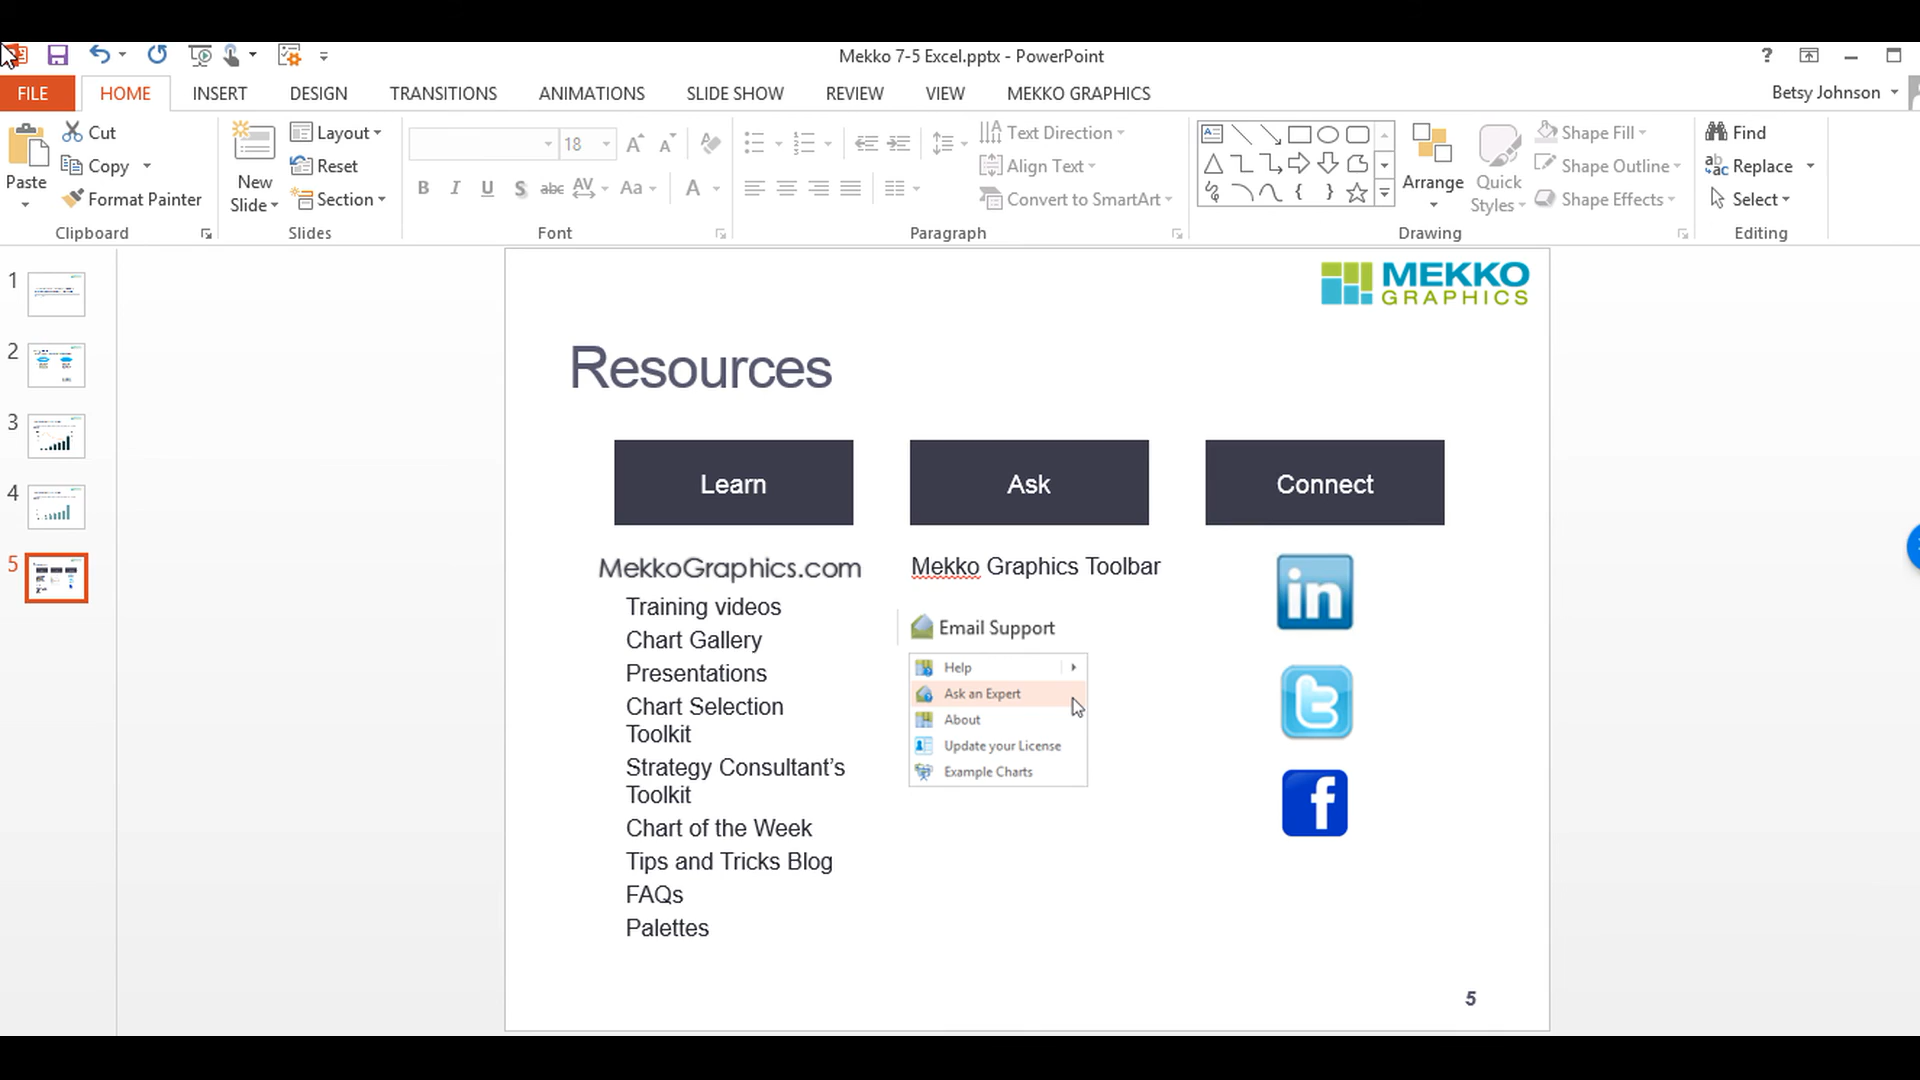 Mekko 7-5 Excel.pptx - PowerPoint
?
FILE
HOME
INSERT
DESIGN
TRANSITIONS
ANIMATIONS
SLIDE SHOW
REVIEW
VIEW
MEKKO GRAPHICS
Betsy Johnson
Paste
Cut
Copy
Format Painter
Clipboard
New
Slide
Layout
Reset
Section
Slides
18
B I U S abc AV Aa A
Font
Text Direction
Align Text
Convert to SmartArt
Paragraph
Arrange
Quick
Styles
Shape Fill
Shape Outline
Shape Effects
Drawing
Find
Replace
Select
Editing
1
2
3
4
5
MEKKO
GRAPHICS
Resources
Learn
MekkoGraphics.com
Training videos
Chart Gallery
Presentations
Chart Selection
Toolkit
Strategy Consultant’s
Toolkit
Chart of the Week
Tips and Tricks Blog
FAQs
Palettes
Ask
Mekko Graphics Toolbar
Email Support
Help
Ask an Expert
About
Update your License
Example Charts
Connect
in
t
f
5